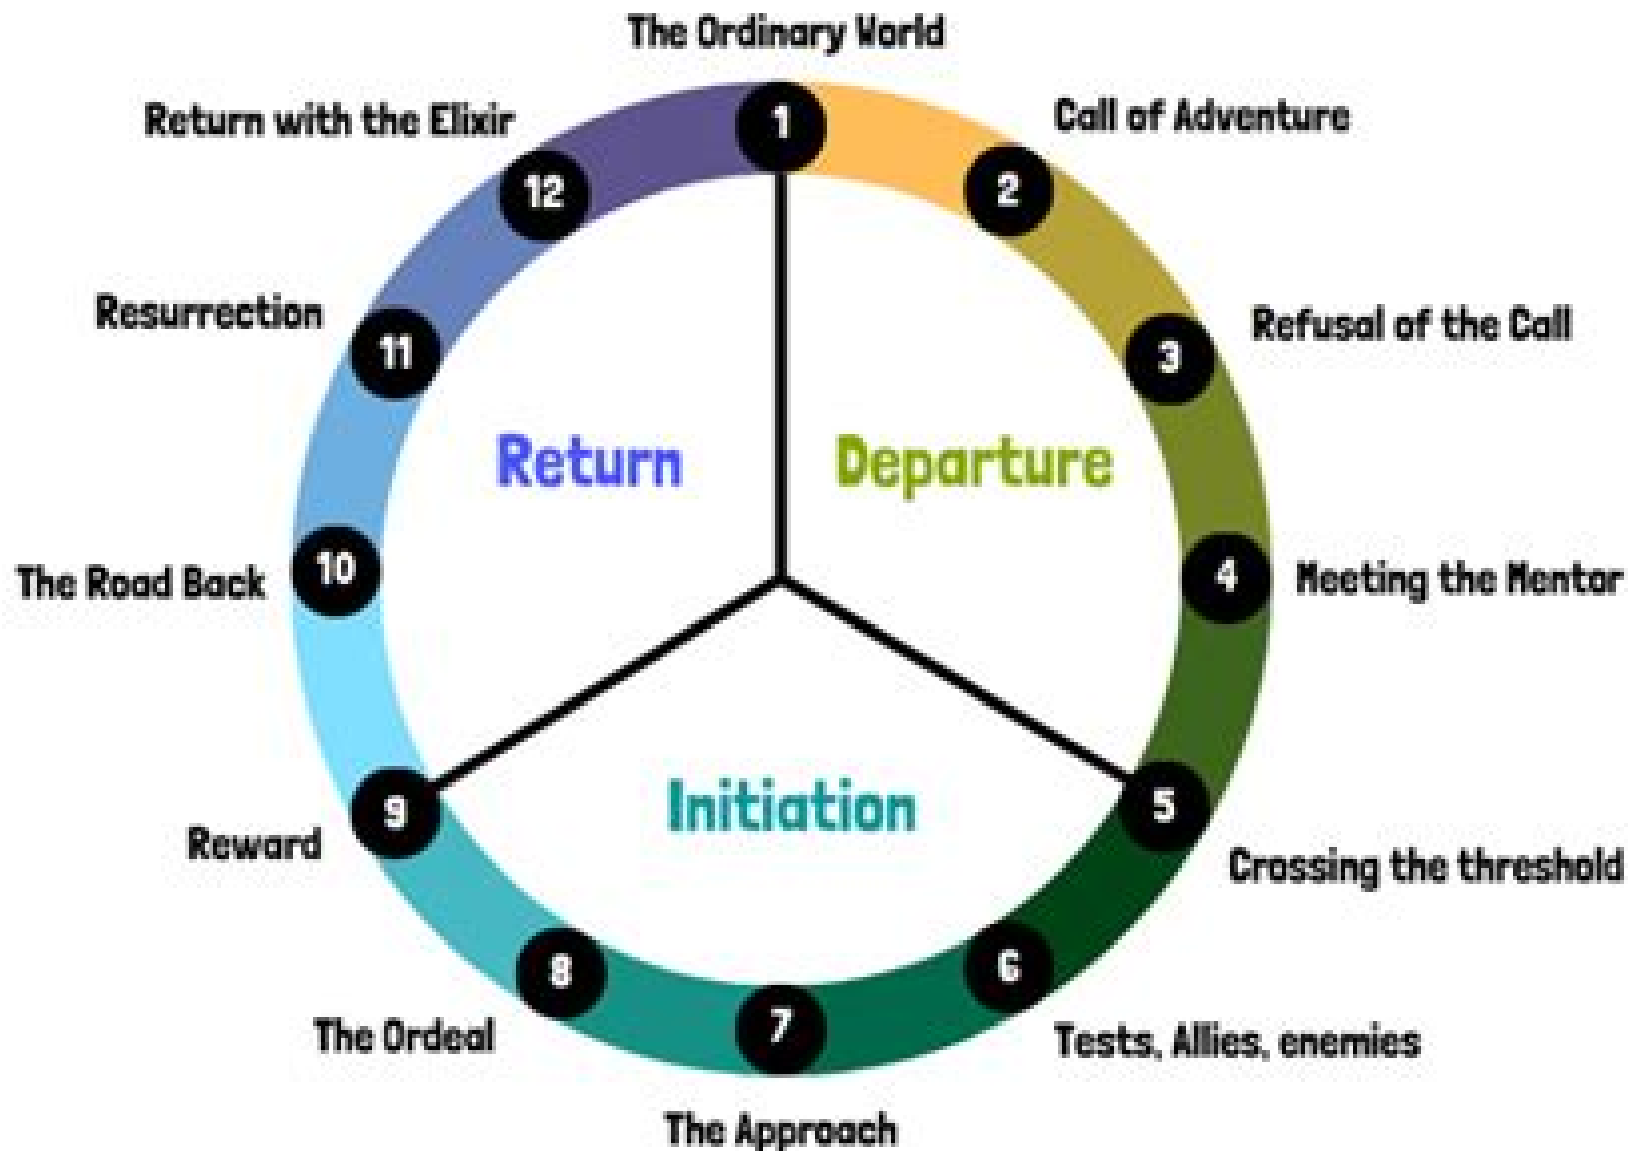 The Ordinary World
1
Call of Adventure
2
Refusal of the Call
3
Meeting the Mentor
4
Crossing the threshold
5
Tests, Allies, enemies
6
The Approach
7
The Ordeal
8
Reward
9
The Road Back
10
Resurrection
11
Return with the Elixir
12
Departure
Initiation
Return